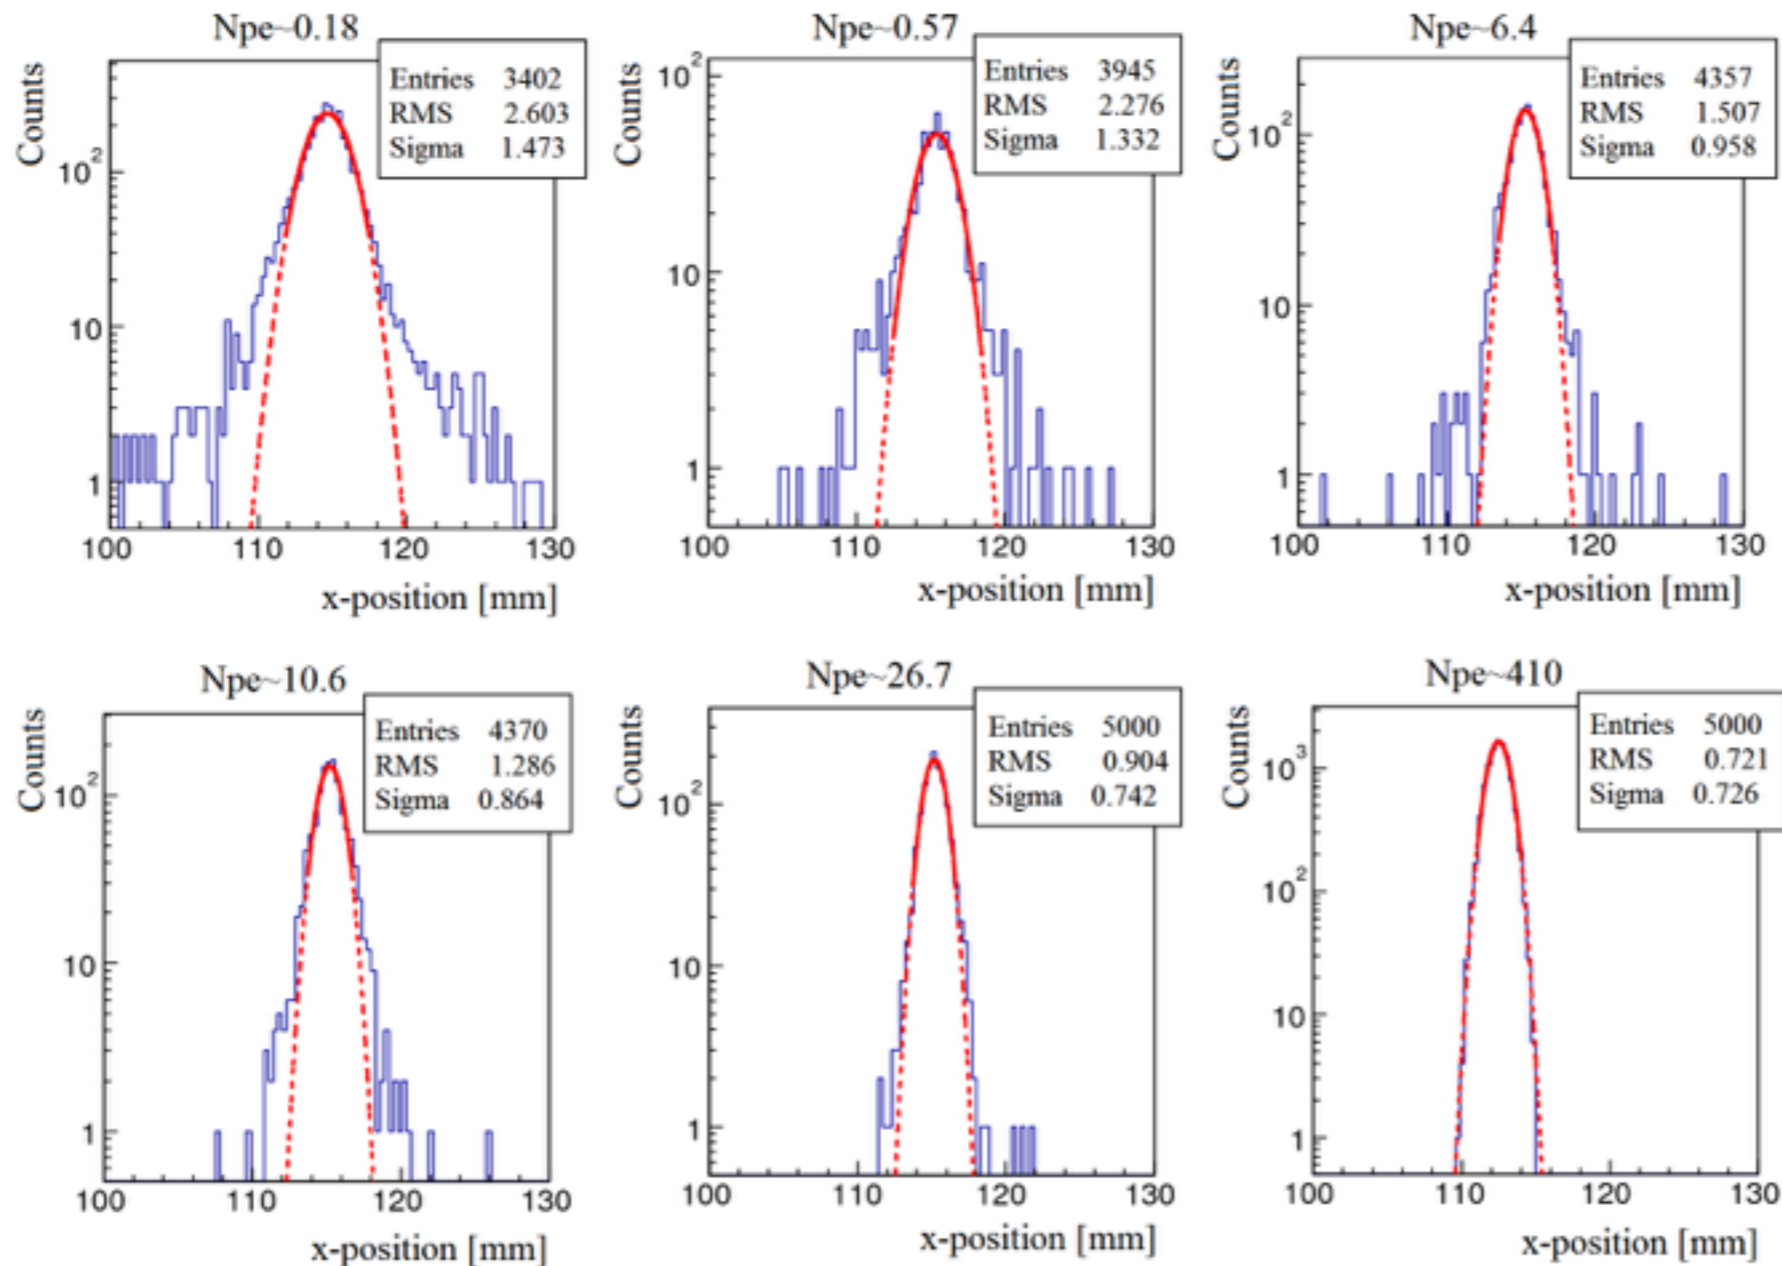 Npe~0.18
Entries 3402
RMS 2.603
Sigma 1.473
Counts
10²
10
1
100 110 120 130
x-position [mm]
Npe~0.57
Entries 3945
RMS 2.276
Sigma 1.332
Counts
10²
10
1
100 110 120 130
x-position [mm]
Npe~6.4
Entries 4357
RMS 1.507
Sigma 0.958
Counts
10²
10
1
100 110 120 130
x-position [mm]
Npe~10.6
Entries 4370
RMS 1.286
Sigma 0.864
Counts
10²
10
1
100 110 120 130
x-position [mm]
Npe~26.7
Entries 5000
RMS 0.904
Sigma 0.742
Counts
10²
10
1
100 110 120 130
x-position [mm]
Npe~410
Entries 5000
RMS 0.721
Sigma 0.726
Counts
10³
10²
10
1
100 110 120 130
x-position [mm]